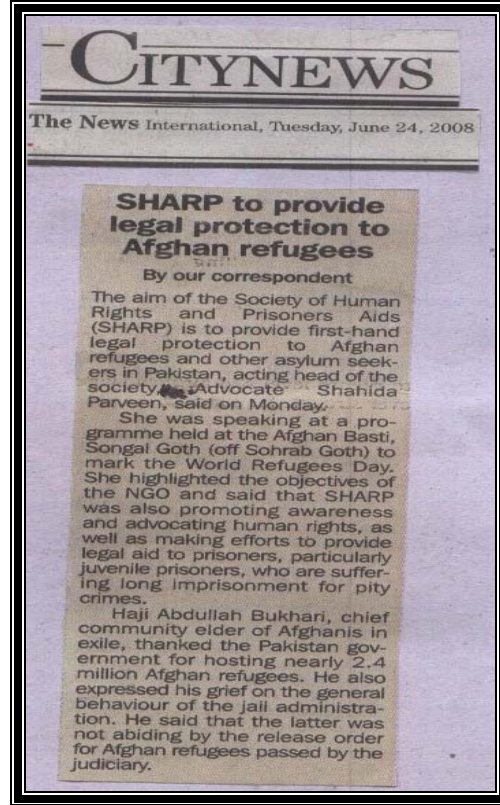 CITYNEWS
The News International, Tuesday, June 24, 2008
SHARP to provide
legal protection to
Afghan refugees
By our correspondent
The aim of the Society of Human
Rights and Prisoners Aids
(SHARP) is to provide first-hand
legal protection to Afghan
refugees and other asylum seek-
ers in Pakistan, acting head of the
society, Advocate Shahida
Parveen, said on Monday.
She was speaking at a pro-
gramme held at the Afghan Basti,
Songal Goth (off Sohrab Goth) to
mark the World Refugees Day.
She highlighted the objectives of
the NGO and said that SHARP
was also promoting awareness
and advocating human rights, as
well as making efforts to provide
legal aid to prisoners, particularly
juvenile prisoners, who are suffer-
ing long imprisonment for pity
crimes.
Haji Abdullah Bukhari, chief
community elder of Afghanis in
exile, thanked the Pakistan gov-
ernment for hosting nearly 2.4
million Afghan refugees. He also
expressed his grief on the general
behaviour of the jail administra-
tion. He said that the latter was
not abiding by the release order
for Afghan refugees passed by the
judiciary.